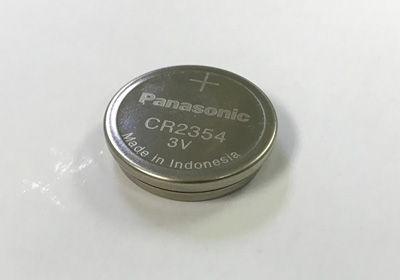 +
Panasonic
CR2354
3V
Made in Indonesia